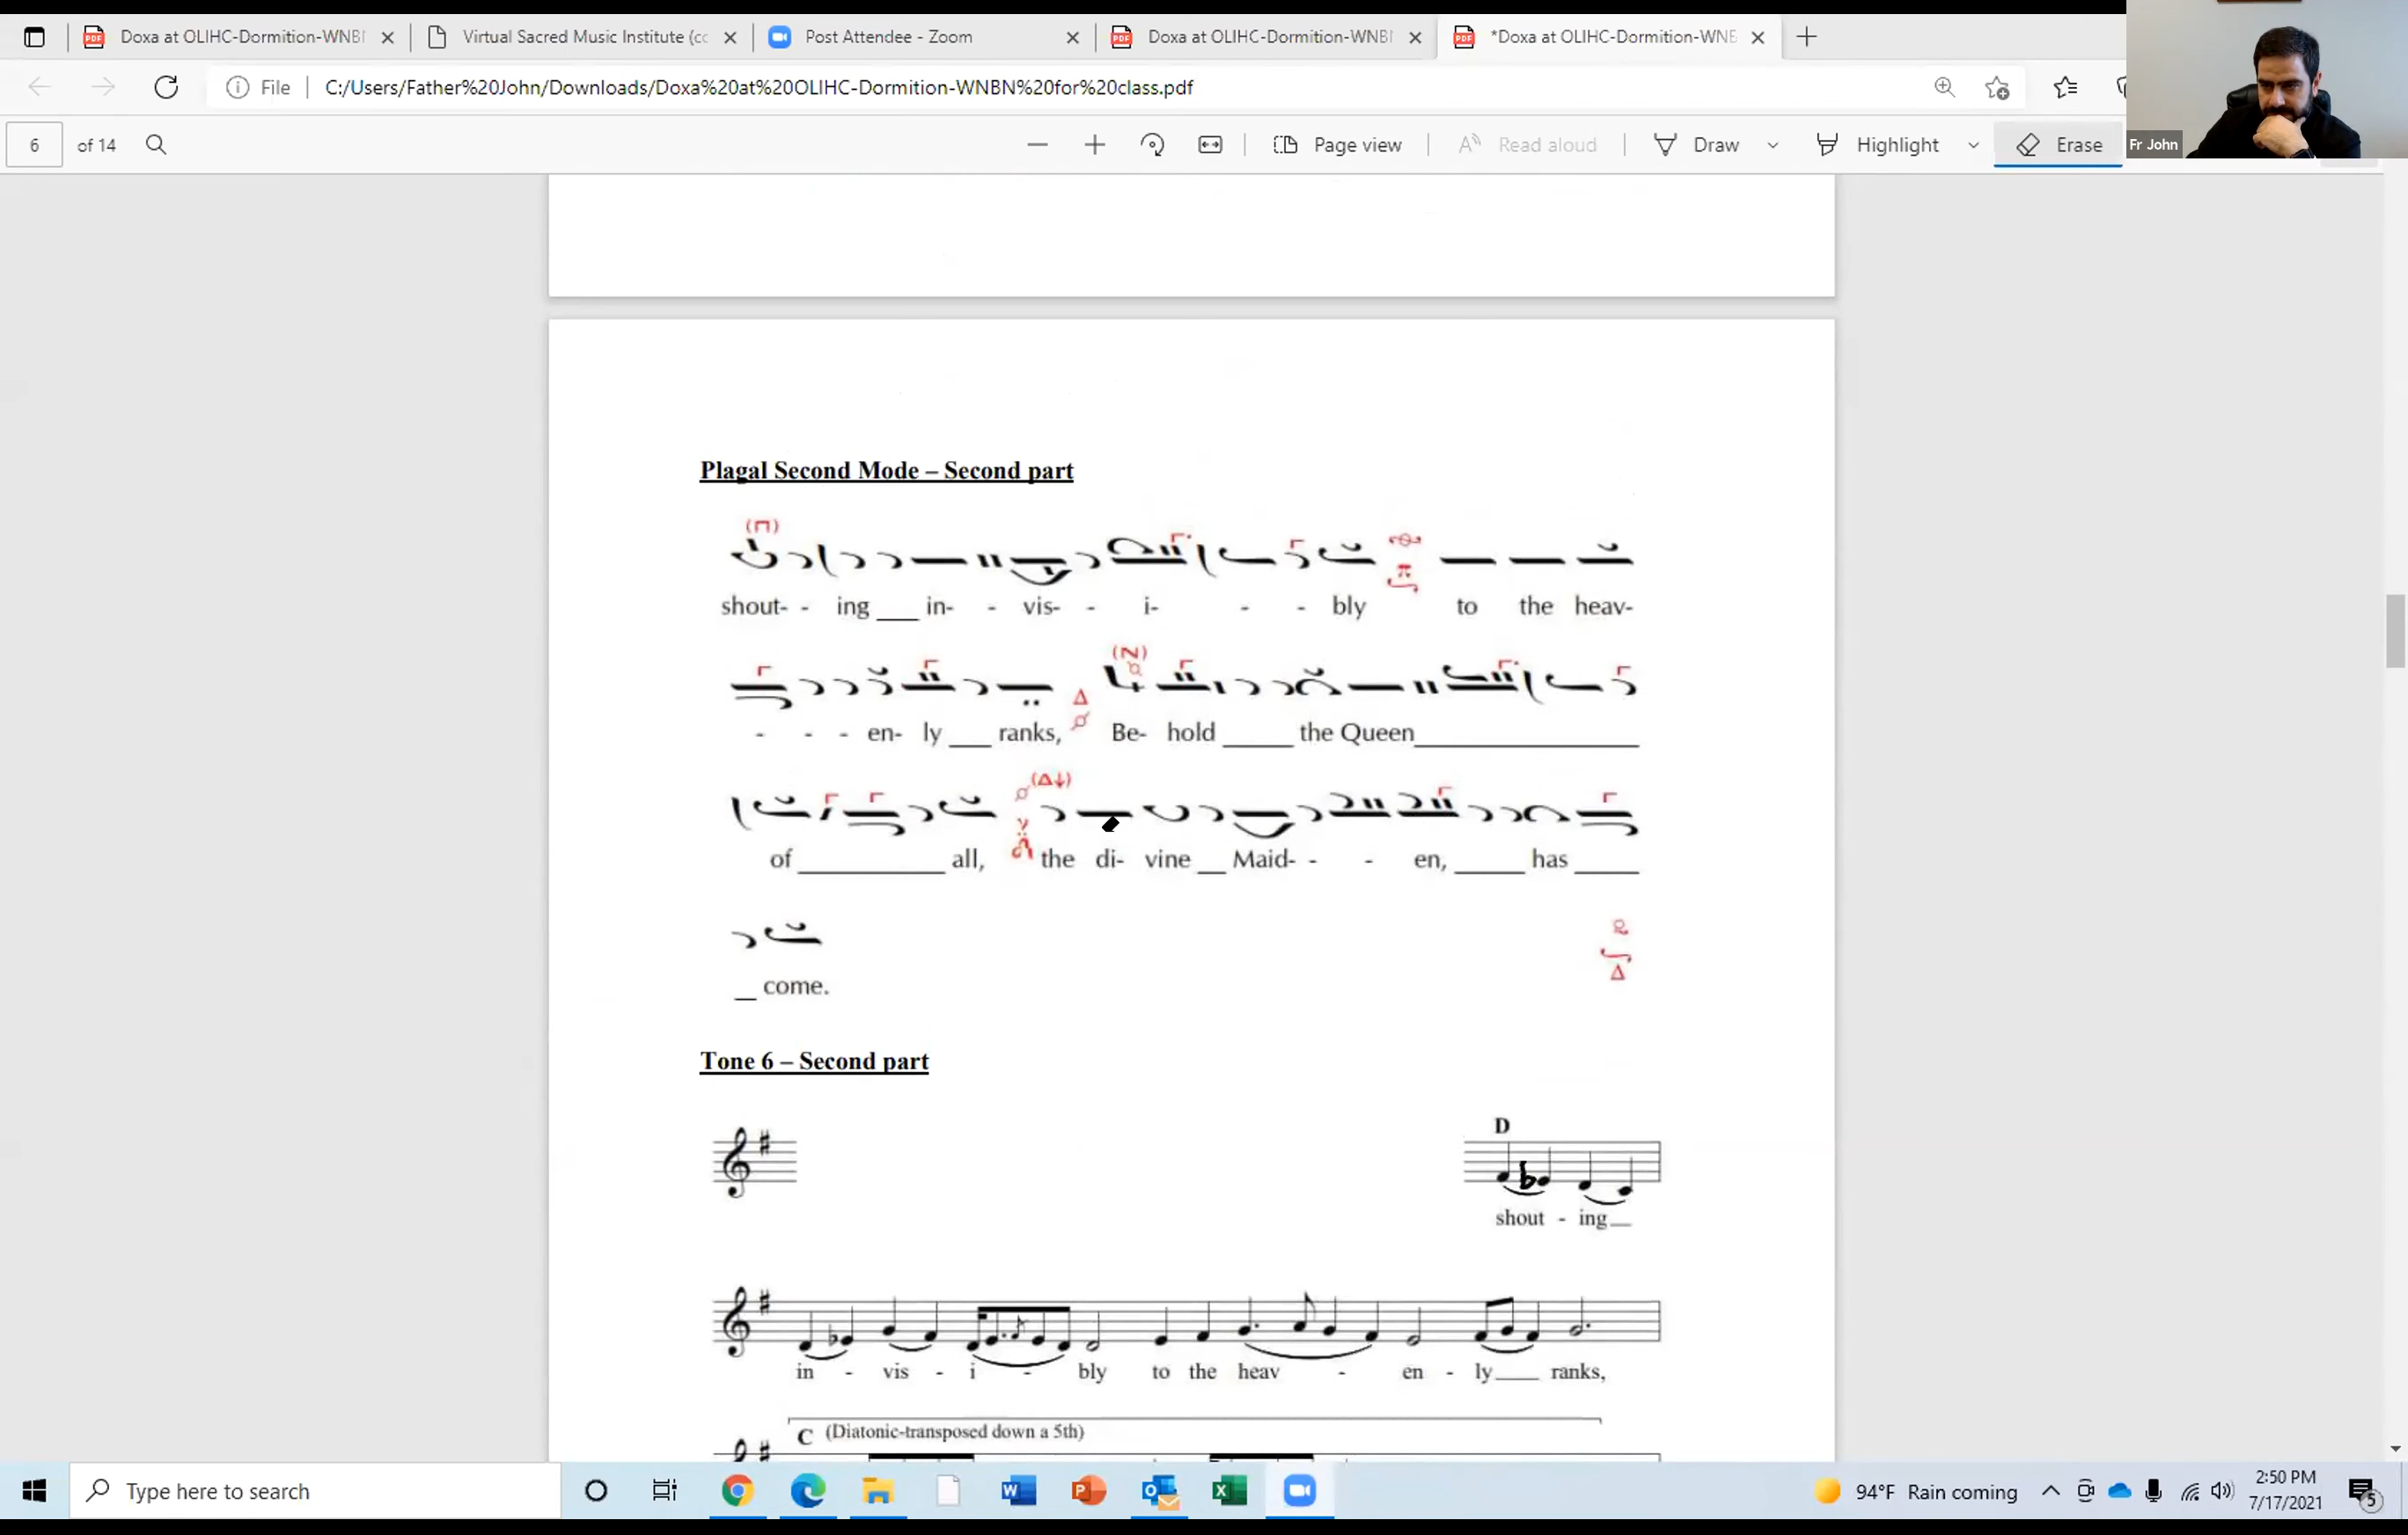 Doxa at OLIHC-Dormition-WNBN
Virtual Sacred Music Institute (cc
Post Attendee - Zoom
Doxa at OLIHC-Dormition-WNBN
*Doxa at OLIHC-Dormition-WNB
File C:/Users/Father%20John/Downloads/Doxa%20at%20OLIHC-Dormition-WNBN%20for%20class.pdf
6 of 14 Page view Read aloud Draw Highlight Erase
Fr John
Plagal Second Mode – Second part
(Π)
shout- - ing ___ in- - vis- - i- - - bly to the heav-
(N)
- - - en- ly ___ ranks, Δ Be- hold _____ the Queen________________
(Δ↓)
of __________ all, the di- vine __ Maid- - - en, _____ has _____
__ come. Δ
Tone 6 – Second part
D
shout - ing__
in - vis - i - bly to the heav - en - ly___ ranks,
C (Diatonic-transposed down a 5th)
Type here to search
94°F Rain coming
2:50 PM
7/17/2021
5